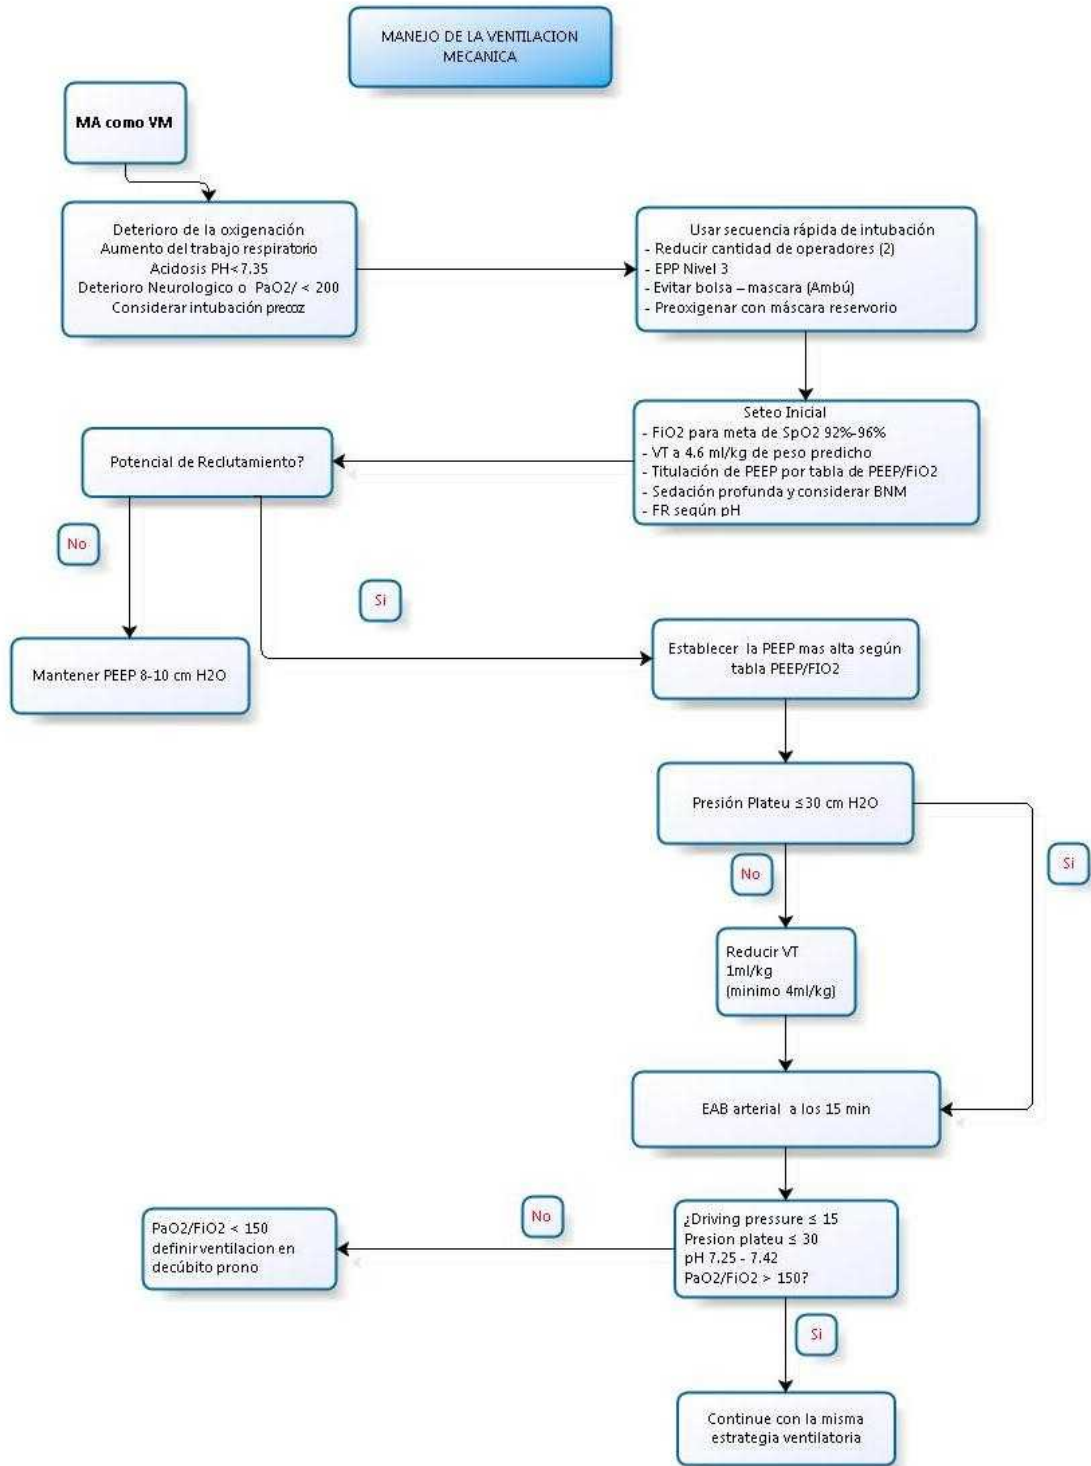 MANEJO DE LA VENTILACION
MECANICA
MA como VM
Deterioro de la oxigenación
Aumento del trabajo respiratorio
Acidosis PH<7.35
Deterioro Neurologico o PaO2/ < 200
Considerar intubación precoz
Usar secuencia rápida de intubación
- Reducir cantidad de operadores (2)
- EPP Nivel 3
- Evitar bolsa – mascara (Ambú)
- Preoxigenar con máscara reservorio
Seteo Inicial
- FiO2 para meta de SpO2 92%-96%
- VT a 4.6 ml/kg de peso predicho
- Titulación de PEEP por tabla de PEEP/FiO2
- Sedación profunda y considerar BNM
- FR según pH
Potencial de Reclutamiento?
No
Si
Mantener PEEP 8-10 cm H2O
Establecer la PEEP mas alta según
tabla PEEP/FIO2
Presión Plateu ≤30 cm H2O
No
Si
Reducir VT
1ml/kg
(minimo 4ml/kg)
EAB arterial a los 15 min
¿Driving pressure ≤ 15
Presion plateu ≤ 30
pH 7.25 - 7.42
PaO2/FiO2 > 150?
No
PaO2/FiO2 < 150
definir ventilacion en
decúbito prono
Si
Continue con la misma
estrategia ventilatoria